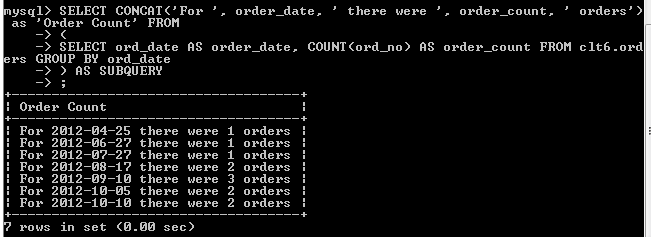 mysql> SELECT CONCAT('For ', order_date, ' there were ', order_count, ' orders')
 as 'Order Count' FROM
    -> (
    -> SELECT ord_date AS order_date, COUNT(ord_no) AS order_count FROM clt6.ord
ers GROUP BY ord_date
    -> ) AS SUBQUERY
    -> ;
+--------------------------------------+
| Order Count                          |
+--------------------------------------+
| For 2012-04-25 there were 1 orders |
| For 2012-06-27 there were 1 orders |
| For 2012-07-27 there were 1 orders |
| For 2012-08-17 there were 2 orders |
| For 2012-09-10 there were 3 orders |
| For 2012-10-05 there were 2 orders |
| For 2012-10-10 there were 2 orders |
+--------------------------------------+
7 rows in set (0.00 sec)